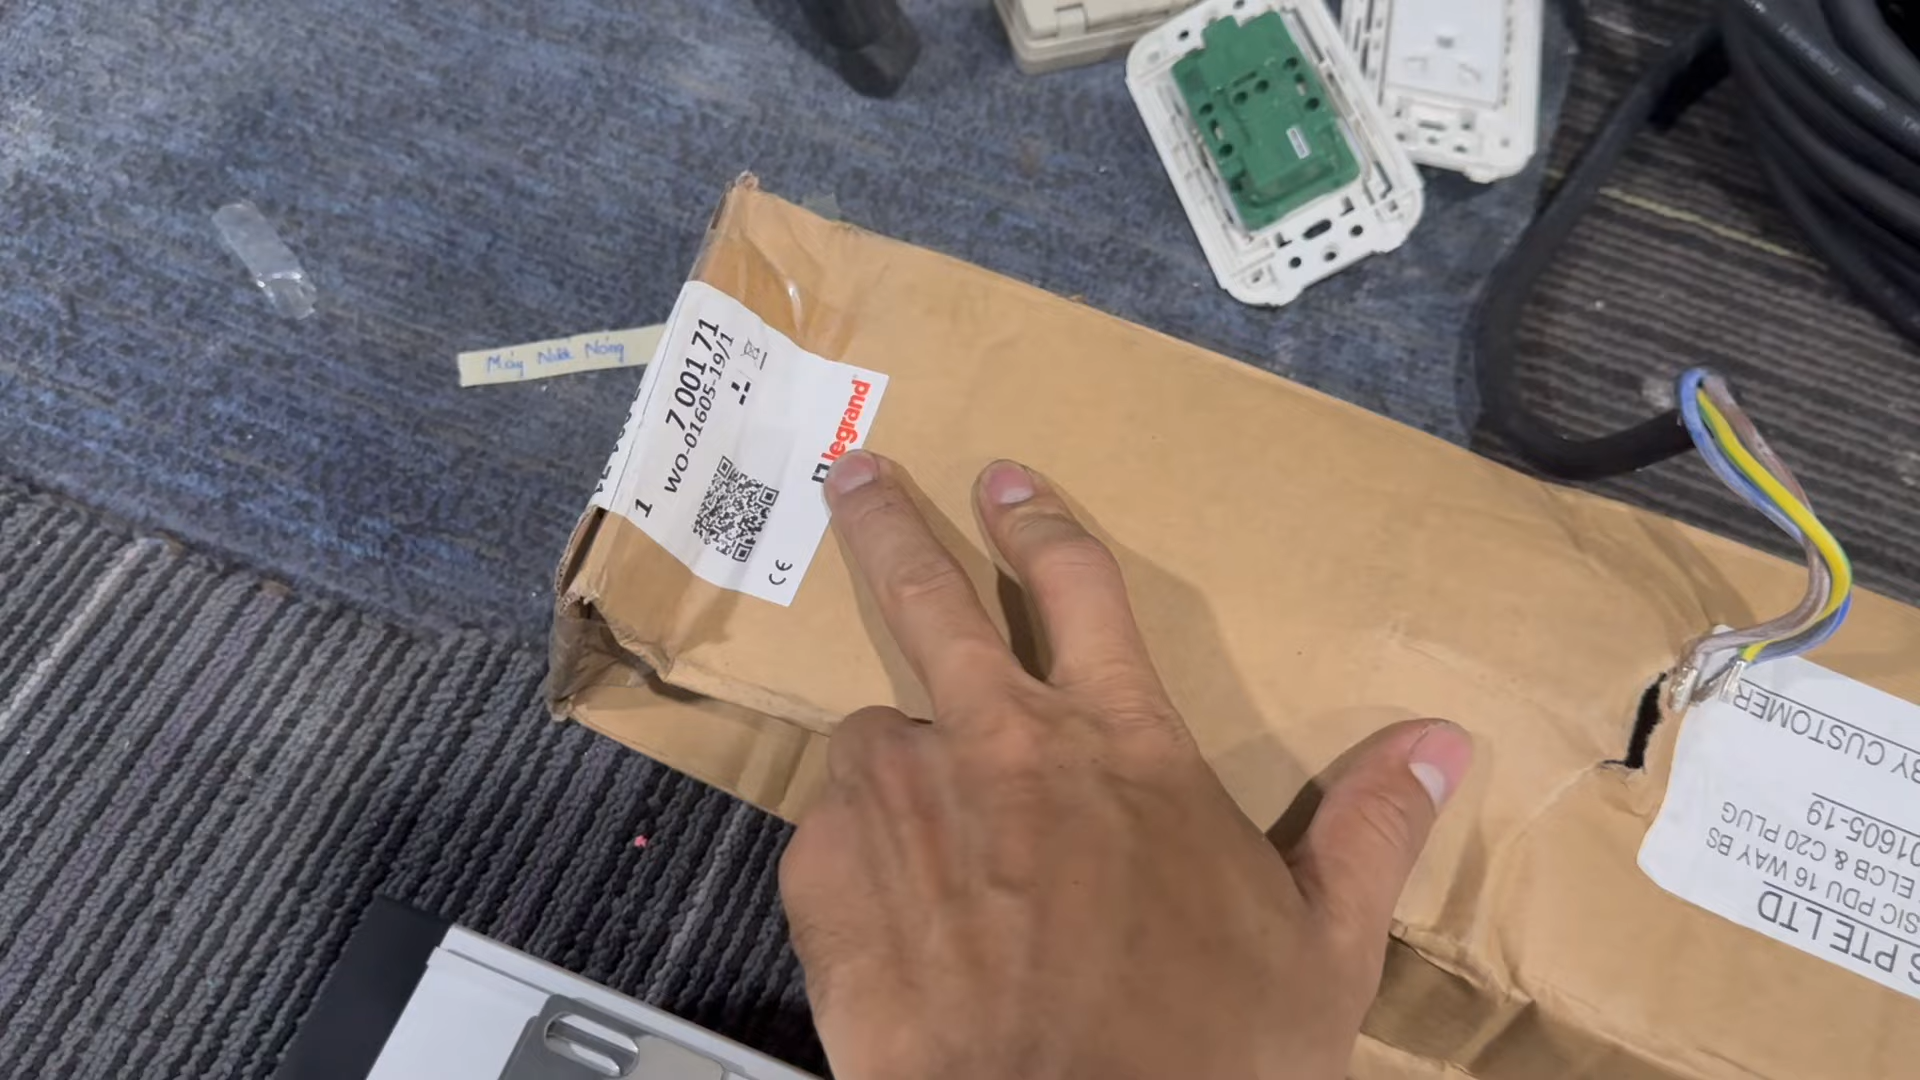 Máy Nước Nóng
7 001 71
WO-01605-19/1
1
legrand
CE
S PTE LTD
SIC PDU 16 WAY BS
ELCB & C20 PLUG
01605-19
BY CUSTOMER